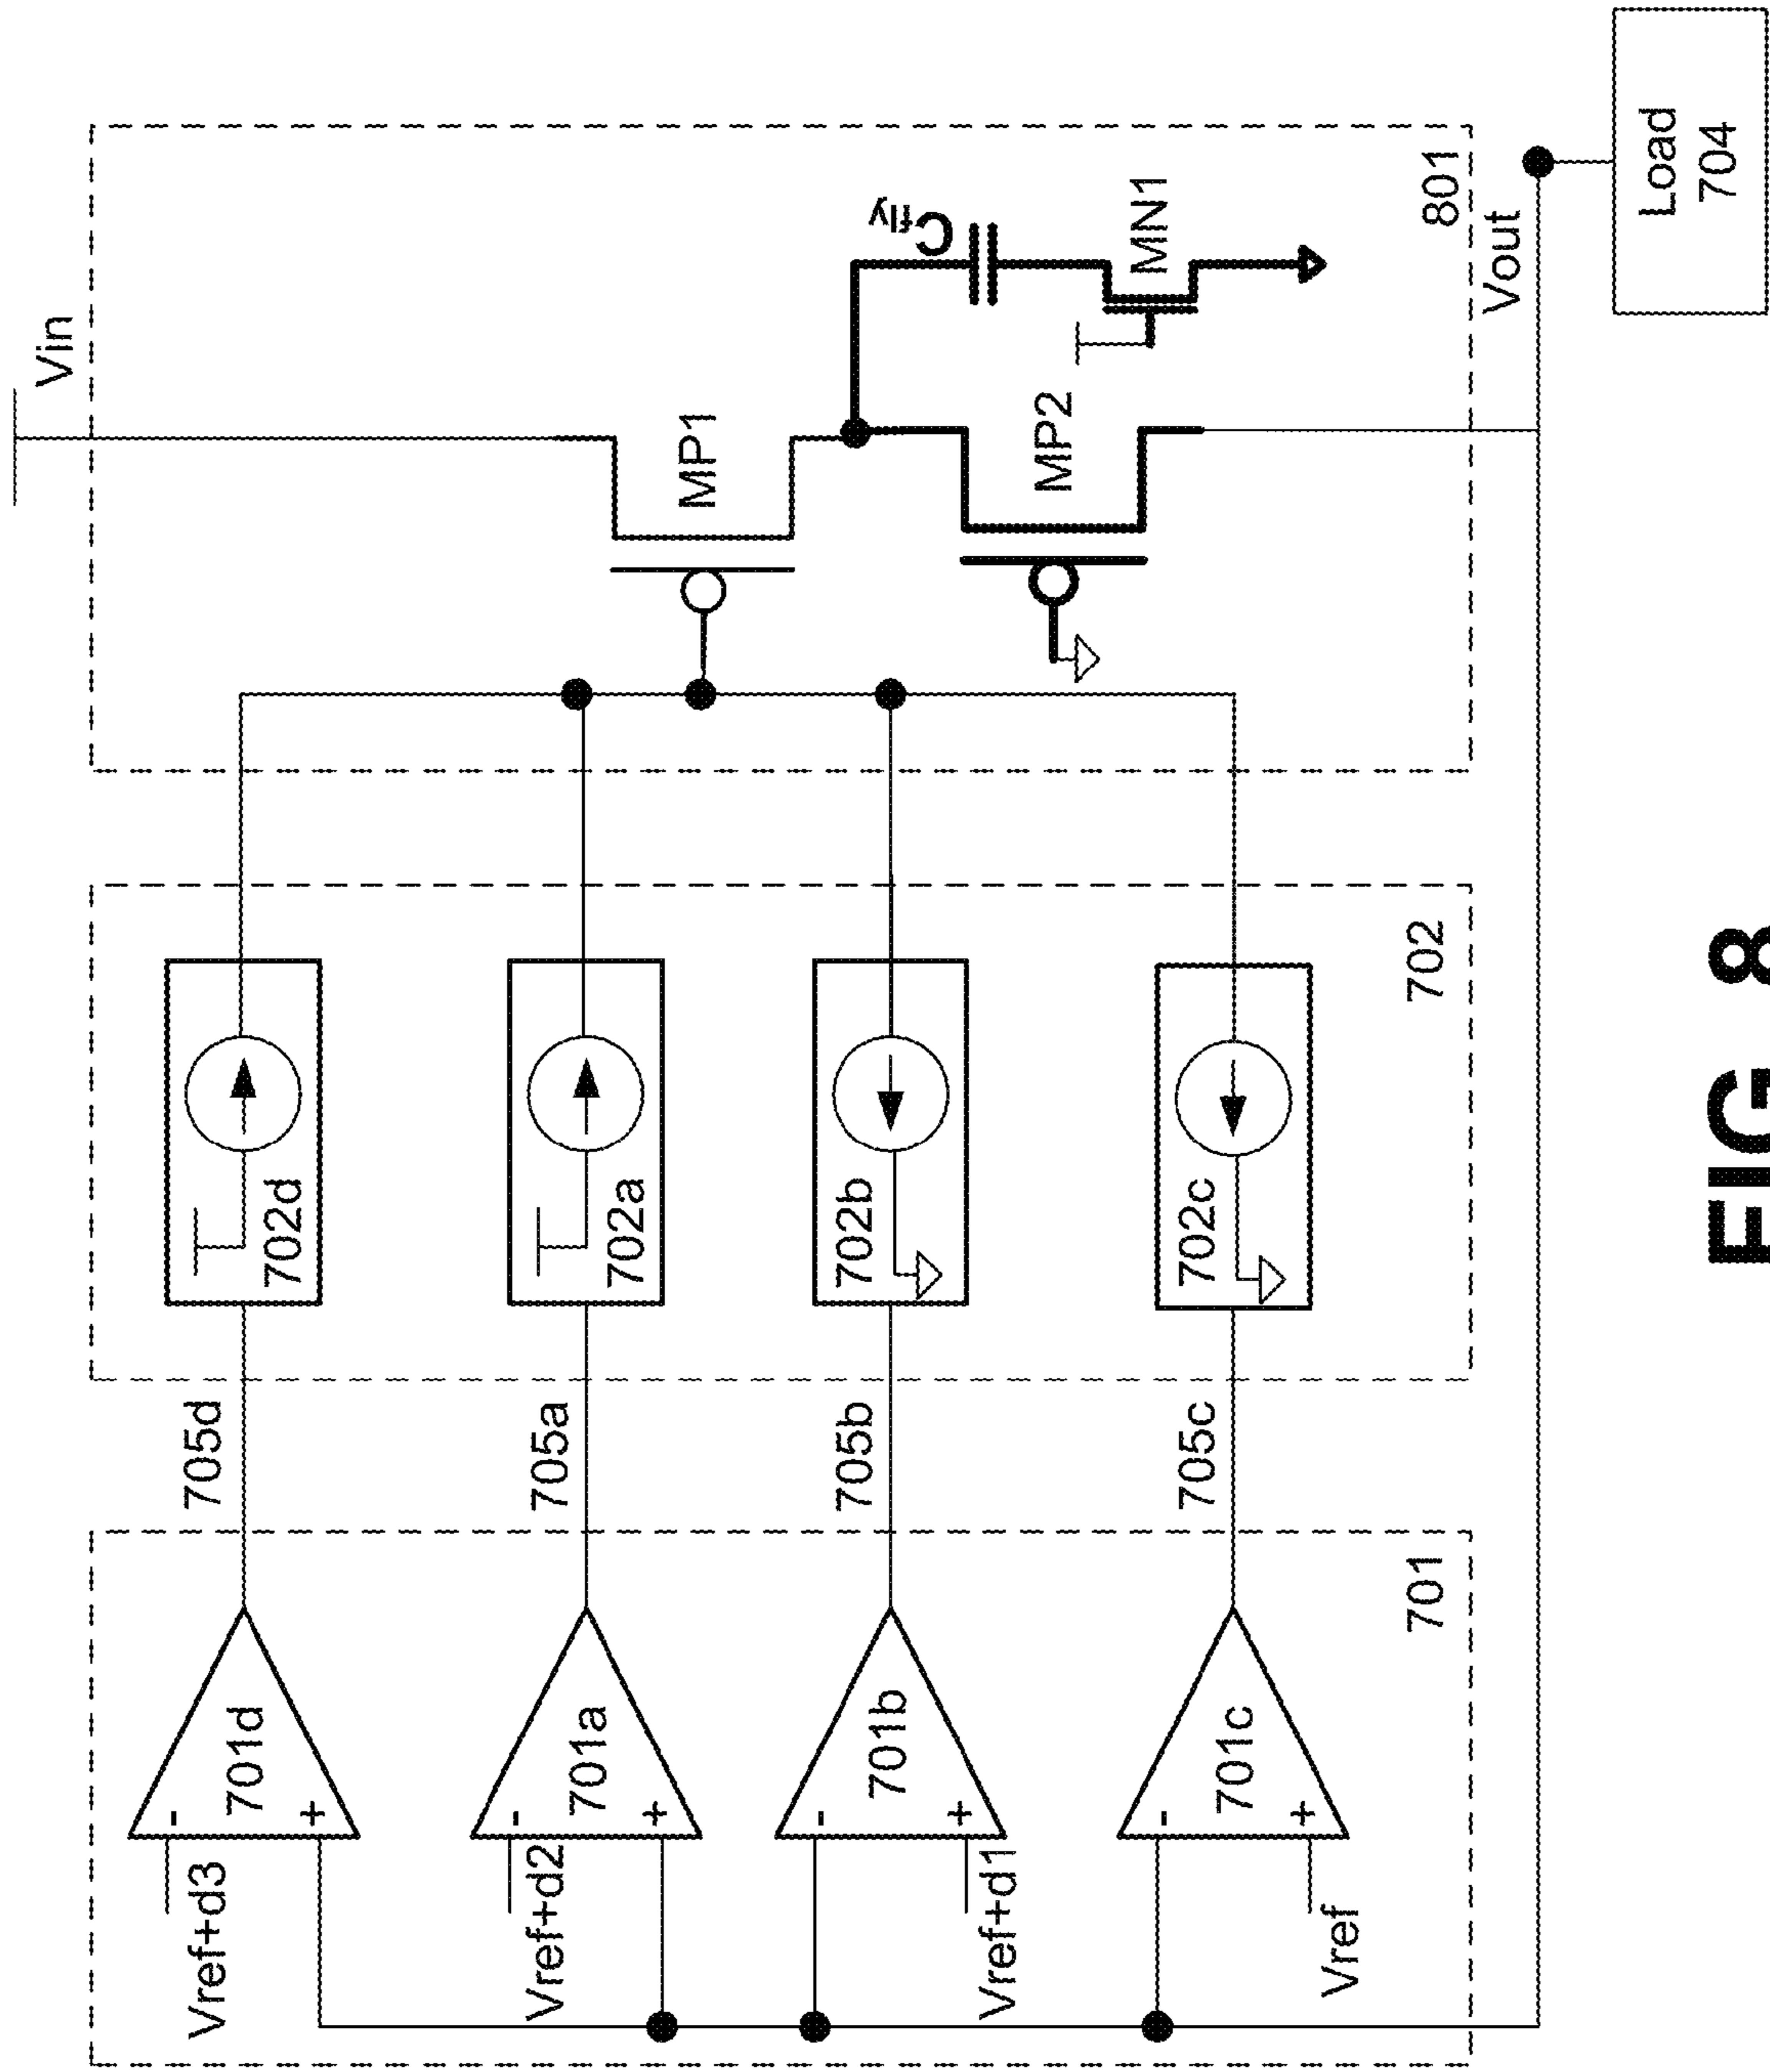 Vin
Vref+d3
-
+
701d
705d
702d
Vref+d2
-
+
701a
705a
702a
MP1
Cfly
Vref+d1
-
+
701b
705b
702b
MP2
MN1
Vref
-
+
701c
705c
702c
701
702
801
Vout
Load
704
FIG. 8